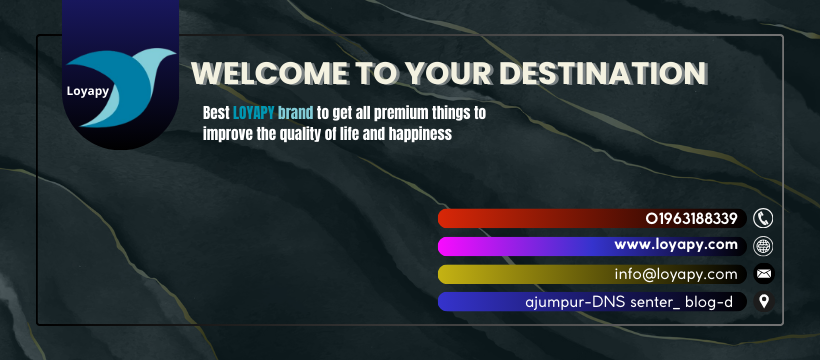 Loyapy
WELCOME TO YOUR DESTINATION
Best LOYAPY brand to get all premium things to
improve the quality of life and happiness
01963188339
www.loyapy.com
info@loyapy.com
ajumpur-DNS senter_ blog-d